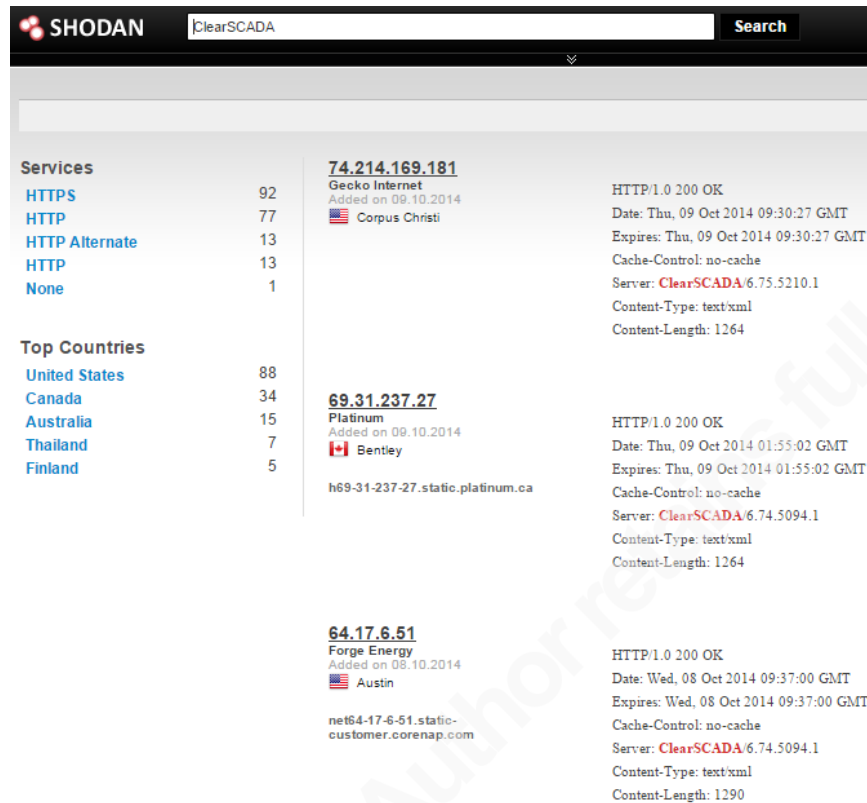 SHODAN
ClearSCADA
Search
Services
HTTPS 92
HTTP 77
HTTP Alternate 13
HTTP 13
None 1
Top Countries
United States 88
Canada 34
Australia 15
Thailand 7
Finland 5
74.214.169.181
Gecko Internet
Added on 09.10.2014
Corpus Christi
HTTP/1.0 200 OK
Date: Thu, 09 Oct 2014 09:30:27 GMT
Expires: Thu, 09 Oct 2014 09:30:27 GMT
Cache-Control: no-cache
Server: ClearSCADA/6.75.5210.1
Content-Type: text/xml
Content-Length: 1264
69.31.237.27
Platinum
Added on 09.10.2014
Bentley
h69-31-237-27.static.platinum.ca
HTTP/1.0 200 OK
Date: Thu, 09 Oct 2014 01:55:02 GMT
Expires: Thu, 09 Oct 2014 01:55:02 GMT
Cache-Control: no-cache
Server: ClearSCADA/6.74.5094.1
Content-Type: text/xml
Content-Length: 1264
64.17.6.51
Forge Energy
Added on 08.10.2014
Austin
net64-17-6-51.static-
customer.corenap.com
HTTP/1.0 200 OK
Date: Wed, 08 Oct 2014 09:37:00 GMT
Expires: Wed, 08 Oct 2014 09:37:00 GMT
Cache-Control: no-cache
Server: ClearSCADA/6.74.5094.1
Content-Type: text/xml
Content-Length: 1290
Author retains full